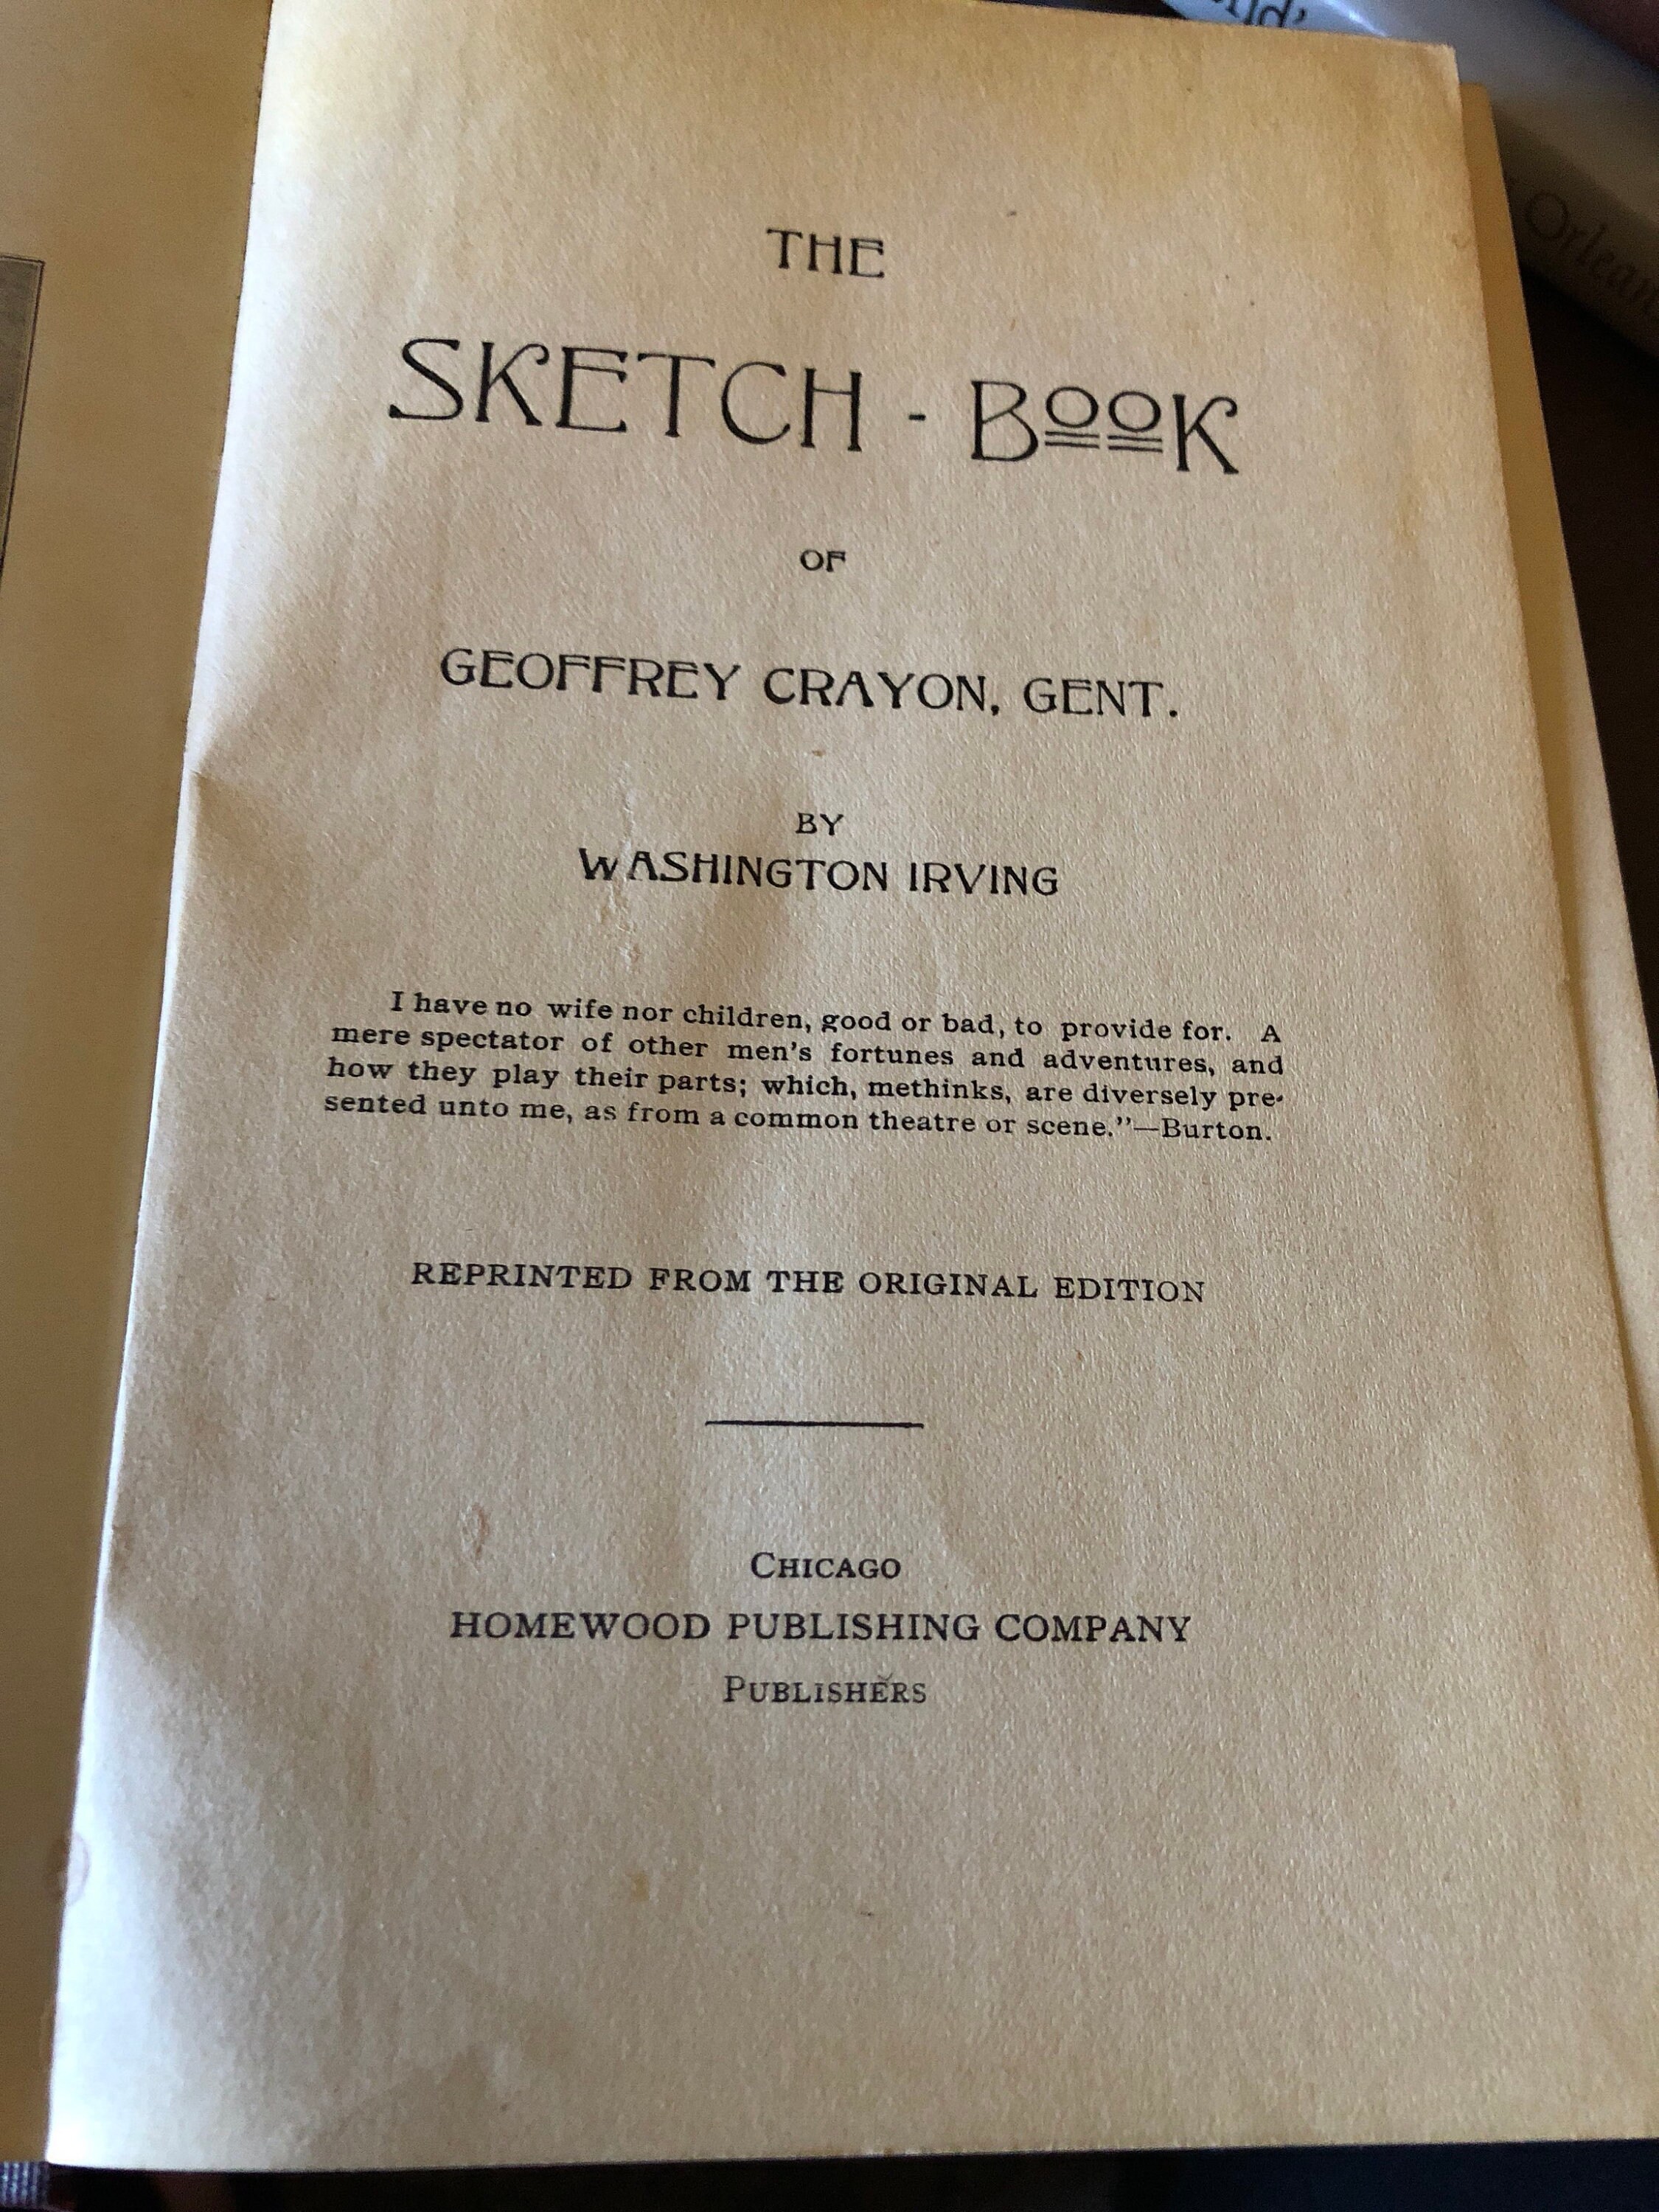 THE
SKETCH - BOOK
OF
GEOFFREY CRAYON, GENT.
BY
WASHINGTON IRVING
I have no wife nor children, good or bad, to provide for. A
mere spectator of other men's fortunes and adventures, and
how they play their parts; which, methinks, are diversely pre-
sented unto me, as from a common theatre or scene."—Burton.
REPRINTED FROM THE ORIGINAL EDITION
CHICAGO
HOMEWOOD PUBLISHING COMPANY
PUBLISHERS